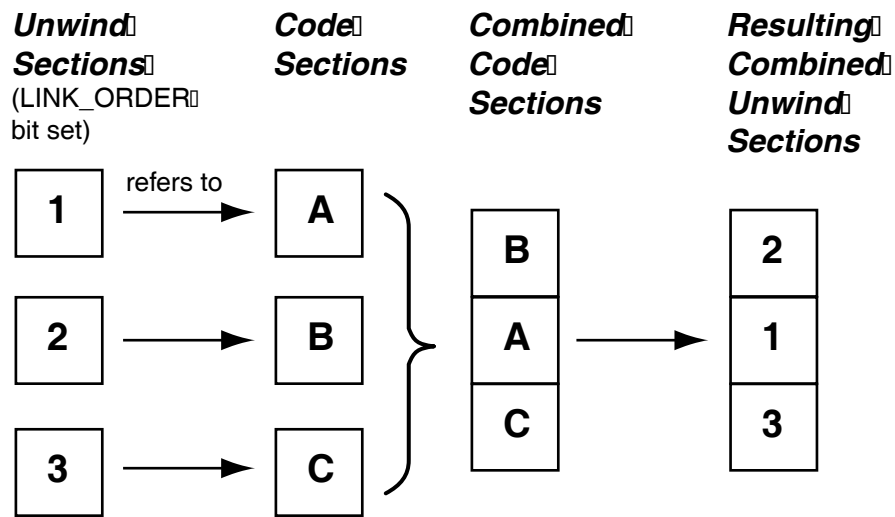 Unwind
Sections
(LINK_ORDER
bit set)
Code
Sections
Combined
Code
Sections
Resulting
Combined
Unwind
Sections
1
refers to
A
2
B
3
C
B
A
C
2
1
3